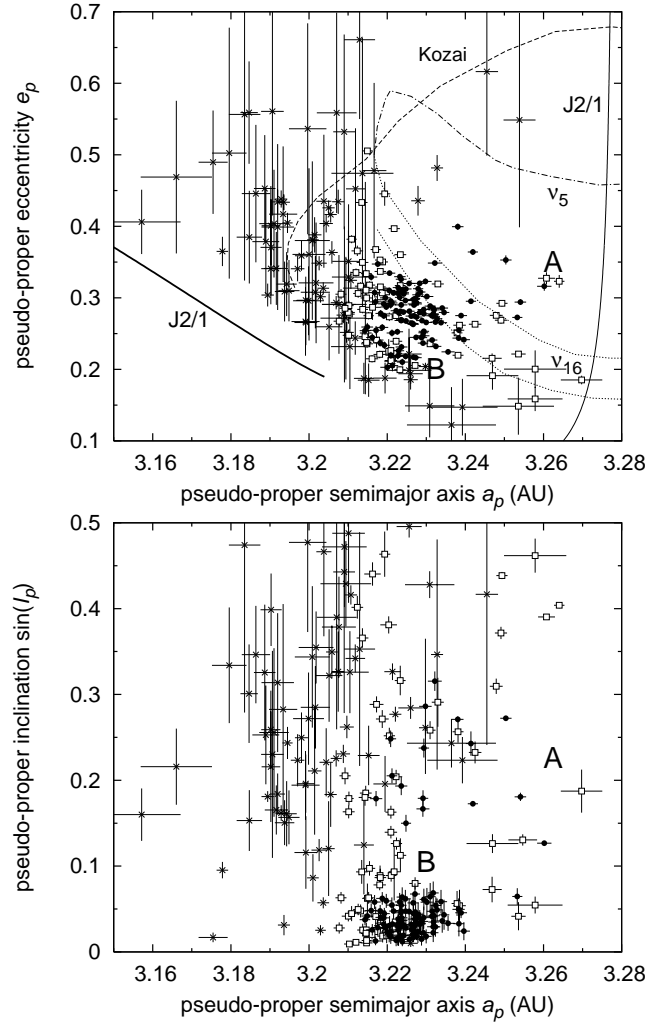 0.7
0.6
0.5
0.4
0.3
0.2
0.1
pseudo-proper eccentricity e_p
Kozai
J2/1
ν5
A
J2/1
ν16
B
3.16 3.18 3.2 3.22 3.24 3.26 3.28
pseudo-proper semimajor axis a_p (AU)
0.5
0.4
0.3
0.2
0.1
0
pseudo-proper inclination sin(I_p)
A
B
3.16 3.18 3.2 3.22 3.24 3.26 3.28
pseudo-proper semimajor axis a_p (AU)